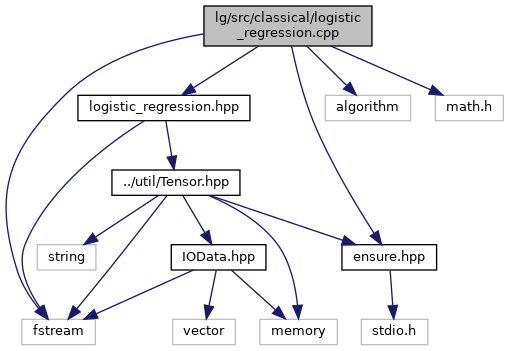 lg/src/classical/logistic
_regression.cpp
logistic_regression.hpp
algorithm
math.h
../util/Tensor.hpp
string
IOData.hpp
ensure.hpp
fstream
vector
memory
stdio.h